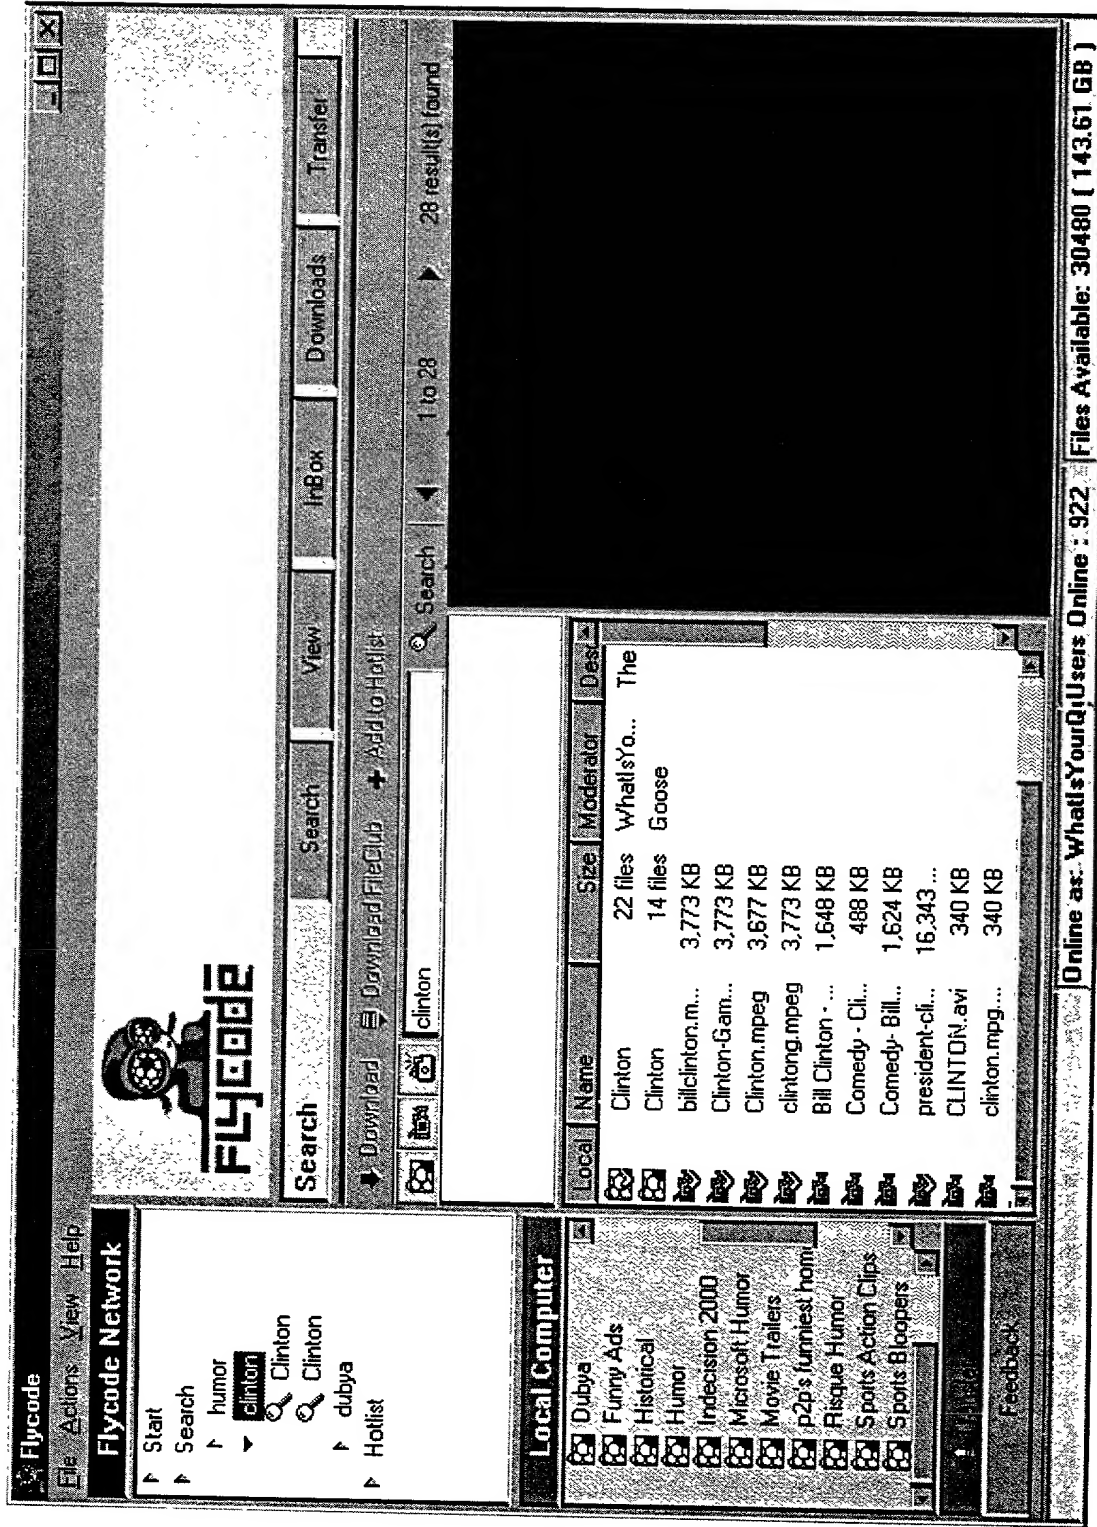 Flycode
File Actions View Help
Flycode Network
Start
Search
humor
clinton
Clinton
Clinton
dubya
Hotlist
Local Computer
Dubya
Funny Ads
Historical
Humor
Indecision 2000
Microsoft Humor
Movie Trailers
p2p's funniest hom
Risque Humor
Sports Action Clips
Sports Bloopers
Feedback
FLYCODE
Search Search View InBox Downloads Transfer
Download Download FileClub Add to Hotlist
clinton Search 1 to 28 28 result(s) found
Local Name Size Moderator Desc
Clinton 22 files WhatIsYo... The
Clinton 14 files Goose
billclinton.m... 3,773 KB
Clinton-Gam... 3,773 KB
Clinton.mpeg 3,677 KB
clintong.mpeg 3,773 KB
Bill Clinton - ... 1,648 KB
Comedy - Cli... 488 KB
Comedy- Bill... 1,624 KB
president-cli... 16,343 ...
CLINTON.avi 340 KB
clinton.mpg.... 340 KB
Online as: WhatIsYourQ Users Online : 922 Files Available: 30480 ( 143.61 GB )